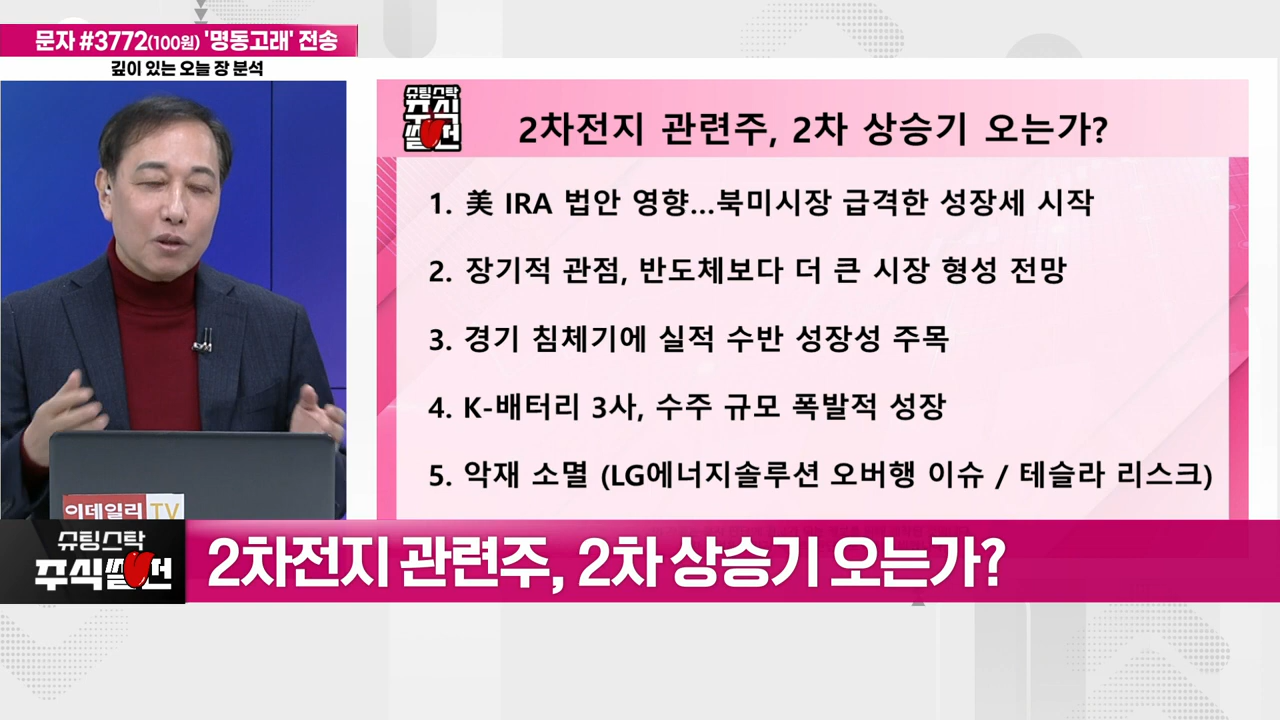 문자 #3772(100원) '명동고래' 전송
깊이 있는 오늘 장 분석
슈팅스탁
주식썰전
2차전지 관련주, 2차 상승기 오는가?
1. 美 IRA 법안 영향...북미시장 급격한 성장세 시작
2. 장기적 관점, 반도체보다 더 큰 시장 형성 전망
3. 경기 침체기에 실적 수반 성장성 주목
4. K-배터리 3사, 수주 규모 폭발적 성장
5. 악재 소멸 (LG에너지솔루션 오버행 이슈 / 테슬라 리스크)
이데일리 TV
슈팅스탁
주식썰전
2차전지 관련주, 2차 상승기 오는가?